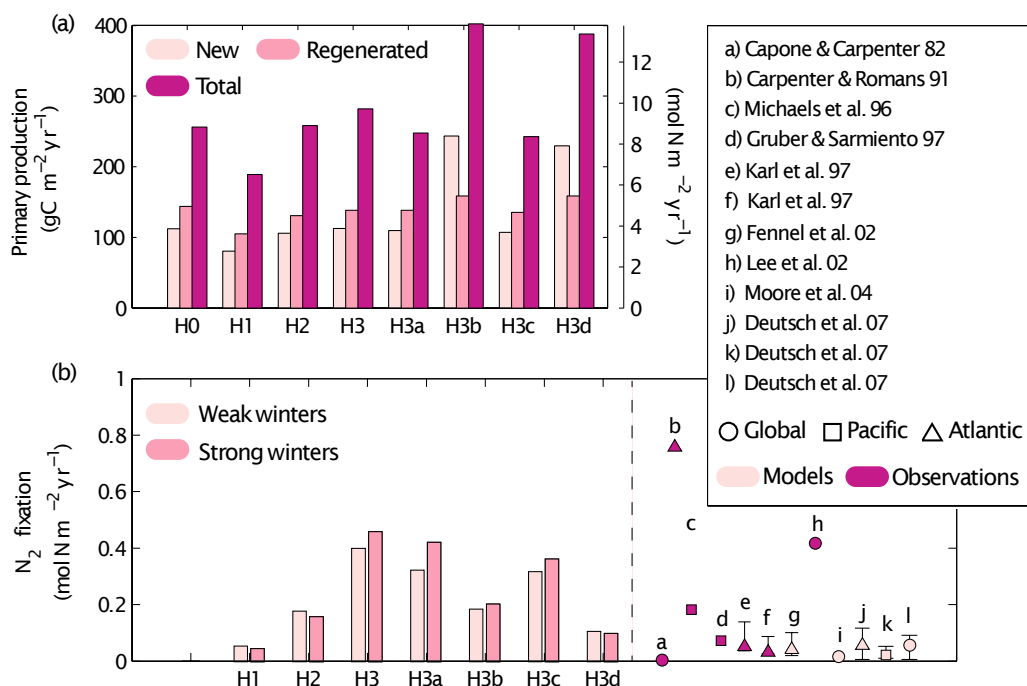 (a)
400
300
200
100
0
Primary production
(gC m−2 yr−1)
New
Regenerated
Total
12
10
8
6
4
2
0
(mol N m−2 yr−1)
H0 H1 H2 H3 H3a H3b H3c H3d
a) Capone & Carpenter 82
b) Carpenter & Romans 91
c) Michaels et al. 96
d) Gruber & Sarmiento 97
e) Karl et al. 97
f) Karl et al. 97
g) Fennel et al. 02
h) Lee et al. 02
i) Moore et al. 04
j) Deutsch et al. 07
k) Deutsch et al. 07
l) Deutsch et al. 07
Global Pacific Atlantic
Models Observations
(b)
1
0.8
0.6
0.4
0.2
0
N2 fixation
(mol N m−2 yr−1)
Weak winters
Strong winters
H1 H2 H3 H3a H3b H3c H3d
a b c d e f g h i j k l